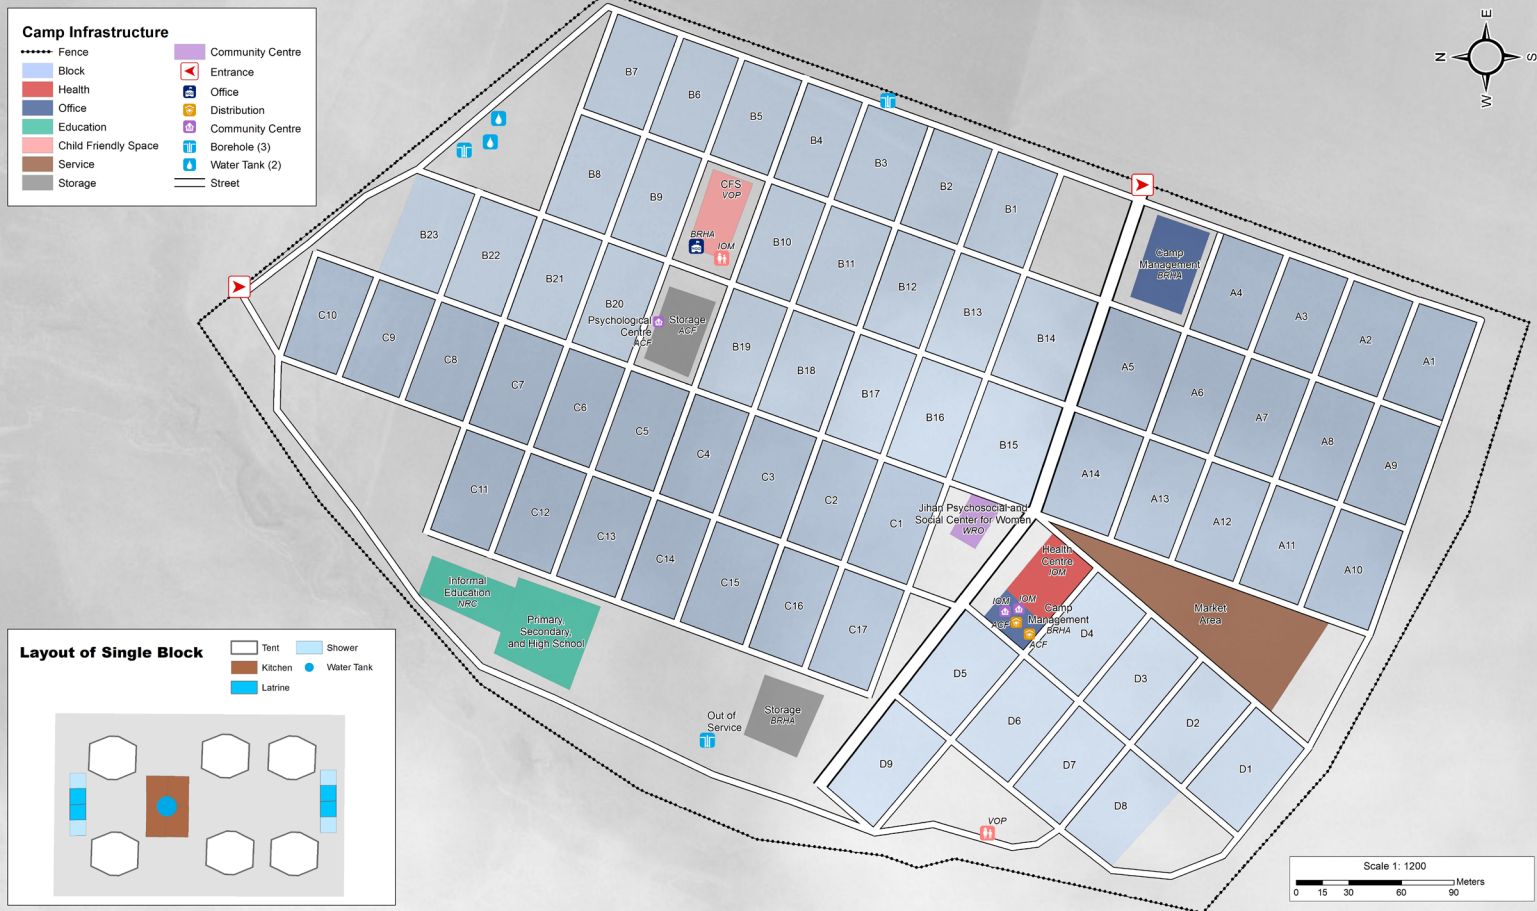 Camp Infrastructure
Fence
Block
Health
Office
Education
Child Friendly Space
Service
Storage
Community Centre
Entrance
Office
Distribution
Community Centre
Borehole (3)
Water Tank (2)
Street
E
N
S
W
B7
B6
B5
B4
B3
B2
B1
B8
B9
CFS
VOP
BRHA
IOM
B10
B11
B12
B13
B14
B23
B22
B21
B20
Psychological
Centre
ACF
Storage
ACF
B19
B18
B17
B16
B15
Camp
Management
BRHA
A4
A3
A2
A1
A5
A6
A7
A8
A9
A14
A13
A12
A11
A10
C10
C9
C8
C7
C6
C5
C4
C3
C2
C1
C11
C12
C13
C14
C15
C16
C17
Jihan Psychosocial and
Social Center for Women
WRO
Health
Centre
IOM
IOM
IOM
ACF
Camp
Management
BRHA
ACF
Market
Area
D4
D5
D3
D6
D2
D7
D1
D9
D8
VOP
Informal
Education
NRC
Primary,
Secondary,
and High School
Storage
BRHA
Out of
Service
Layout of Single Block
Tent
Kitchen
Latrine
Shower
Water Tank
Scale 1: 1200
Meters
0 15 30 60 90